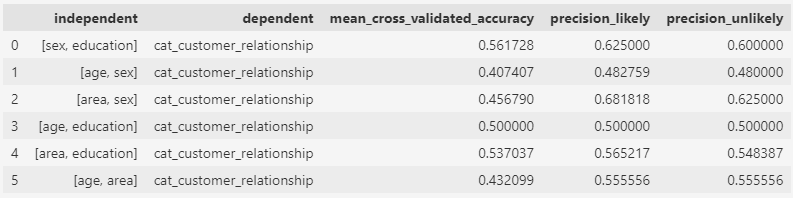 independent dependent mean_cross_validated_accuracy precision_likely precision_unlikely
0 [sex, education] cat_customer_relationship 0.561728 0.625000 0.600000
1 [age, sex] cat_customer_relationship 0.407407 0.482759 0.480000
2 [area, sex] cat_customer_relationship 0.456790 0.681818 0.625000
3 [age, education] cat_customer_relationship 0.500000 0.500000 0.500000
4 [area, education] cat_customer_relationship 0.537037 0.565217 0.548387
5 [age, area] cat_customer_relationship 0.432099 0.555556 0.555556